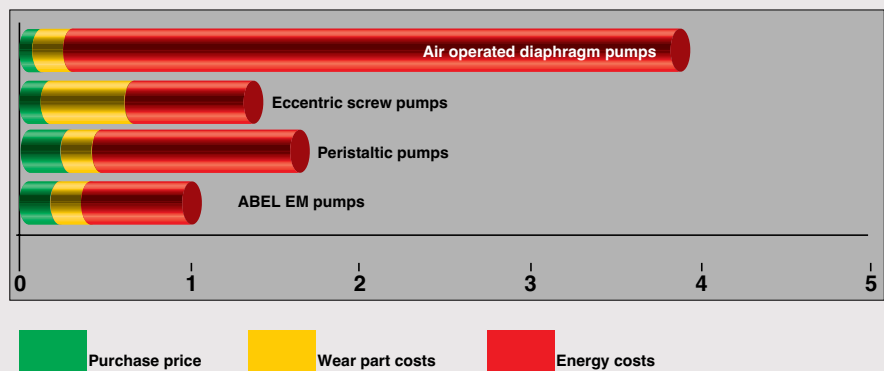 Air operated diaphragm pumps
Eccentric screw pumps
Peristaltic pumps
ABEL EM pumps
0 1 2 3 4 5
Purchase price Wear part costs Energy costs